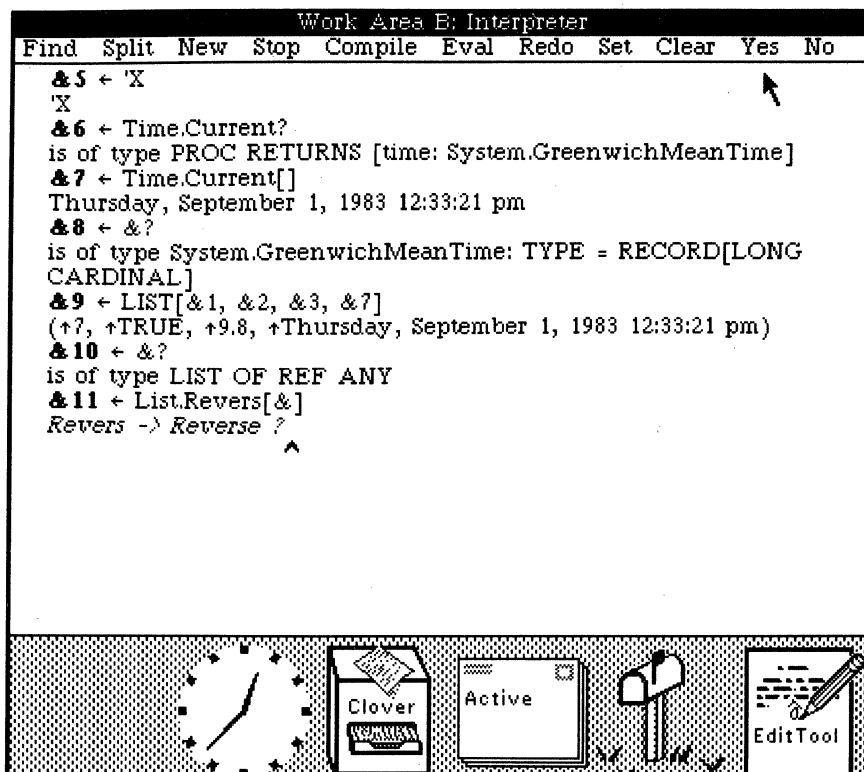 Work Area B: Interpreter
Find Split New Stop Compile Eval Redo Set Clear Yes No
&5 ← 'X
'X
&6 ← Time.Current?
is of type PROC RETURNS [time: System.GreenwichMeanTime]
&7 ← Time.Current[]
Thursday, September 1, 1983 12:33:21 pm
&8 ← &?
is of type System.GreenwichMeanTime: TYPE = RECORD[LONG
CARDINAL]
&9 ← LIST[&1, &2, &3, &7]
(↑7, ↑TRUE, ↑9.8, ↑Thursday, September 1, 1983 12:33:21 pm)
&10 ← &?
is of type LIST OF REF ANY
&11 ← List.Revers[&]
Revers -> Reverse ?
Clover
Active
EditTool